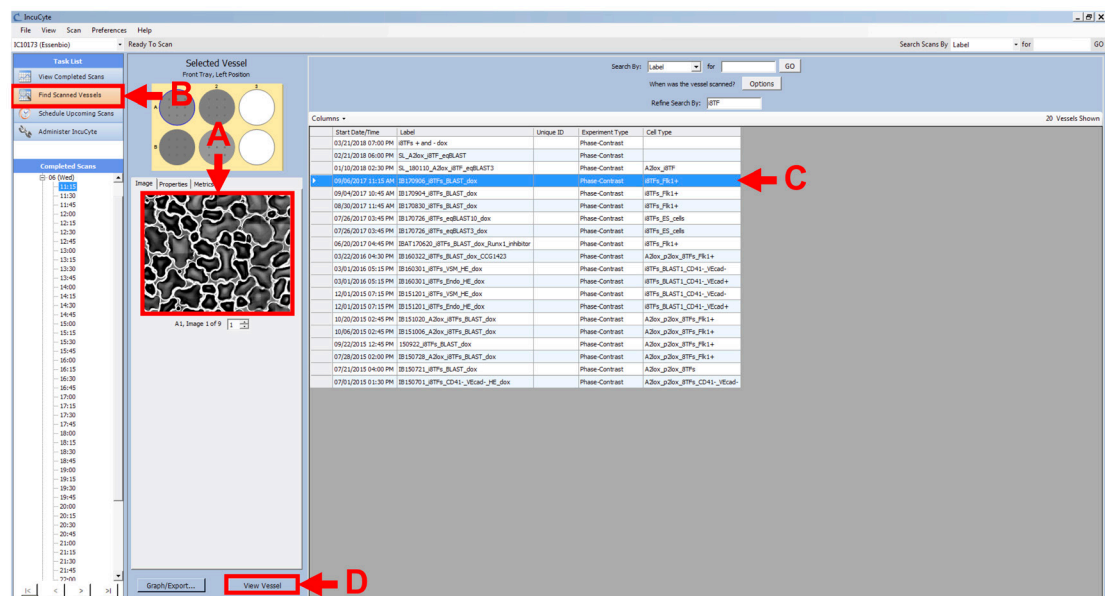 IncuCyte
File View Scan Preferences Help
IC10173 (Essenbio) Ready To Scan Search Scans By Label for GO
Task List
View Completed Scans
Find Scanned Vessels
Schedule Upcoming Scans
Administer IncuCyte
B
Completed Scans
06 (Wed)
11:15
11:30
11:45
12:00
12:15
12:30
12:45
13:00
13:15
13:30
13:45
14:00
14:15
14:30
14:45
15:00
15:15
15:30
15:45
16:00
16:15
16:30
16:45
17:00
17:15
17:30
17:45
18:00
18:15
18:30
18:45
19:00
19:15
19:30
19:45
20:00
20:15
20:30
20:45
21:00
21:15
21:30
21:45
22:00
Selected Vessel
Front Tray, Left Position
2 3
A
B
A
Image Properties Metrics
A1, Image 1 of 9 1
Graph/Export... View Vessel
D
Search By: Label for GO
When was the vessel scanned? Options
Refine Search By: i8TF
Columns 20 Vessels Shown
Start Date/Time Label Unique ID Experiment Type Cell Type
03/21/2018 07:00 PM i8TFs + and - dox Phase-Contrast
02/21/2018 06:00 PM SL_A2lox_i8TF_eqBLAST Phase-Contrast
01/10/2018 02:30 PM SL_180110_A2lox_i8TF_eqBLAST3 Phase-Contrast A2lox_i8TF
09/06/2017 11:15 AM IB170906_i8TFs_BLAST_dox Phase-Contrast i8TFs_Flk1+
C
09/04/2017 10:45 AM IB170904_i8TFs_BLAST_dox Phase-Contrast i8TFs_Flk1+
08/30/2017 11:45 AM IB170830_i8TFs_BLAST_dox Phase-Contrast i8TFs_Flk1+
07/26/2017 03:45 PM IB170726_i8TFs_eqBLAST10_dox Phase-Contrast i8TFs_ES_cells
07/26/2017 03:45 PM IB170726_i8TFs_eqBLAST3_dox Phase-Contrast i8TFs_ES_cells
06/20/2017 04:45 PM IBAT170620_i8TFs_BLAST_dox_Runx1_inhibitor Phase-Contrast i8TFs_Flk1+
03/22/2016 04:30 PM IB160322_i8TFs_BLAST_dox_CCG1423 Phase-Contrast A2lox_p2lox_8TFs_Flk1+
03/01/2016 05:15 PM IB160301_i8TFs_VSM_HE_dox Phase-Contrast i8TFs_BLAST1_CD41-_VEcad-
03/01/2016 05:15 PM IB160301_i8TFs_Endo_HE_dox Phase-Contrast i8TFs_BLAST1_CD41-_VEcad+
12/01/2015 07:15 PM IB151201_i8TFs_VSM_HE_dox Phase-Contrast i8TFs_BLAST1_CD41-_VEcad-
12/01/2015 07:15 PM IB151201_i8TFs_Endo_HE_dox Phase-Contrast i8TFs_BLAST1_CD41-_VEcad+
10/20/2015 02:45 PM IB151020_A2lox_i8TFs_BLAST_dox Phase-Contrast A2lox_p2lox_8TFs_Flk1+
10/06/2015 02:45 PM IB151006_A2lox_i8TFs_BLAST_dox Phase-Contrast A2lox_p2lox_8TFs_Flk1+
09/22/2015 12:45 PM 150922_i8TFs_BLAST_dox Phase-Contrast A2lox_p2lox_8TFs_Flk1+
07/28/2015 02:00 PM IB150728_A2lox_i8TFs_BLAST_dox Phase-Contrast A2lox_p2lox_8TFs_Flk1+
07/21/2015 04:00 PM IB150721_i8TFs_BLAST_dox Phase-Contrast A2lox_p2lox_8TFs
07/01/2015 01:30 PM IB150701_i8TFs_CD41-_VEcad-_HE_dox Phase-Contrast A2lox_p2lox_8TFs_CD41-_VEcad-